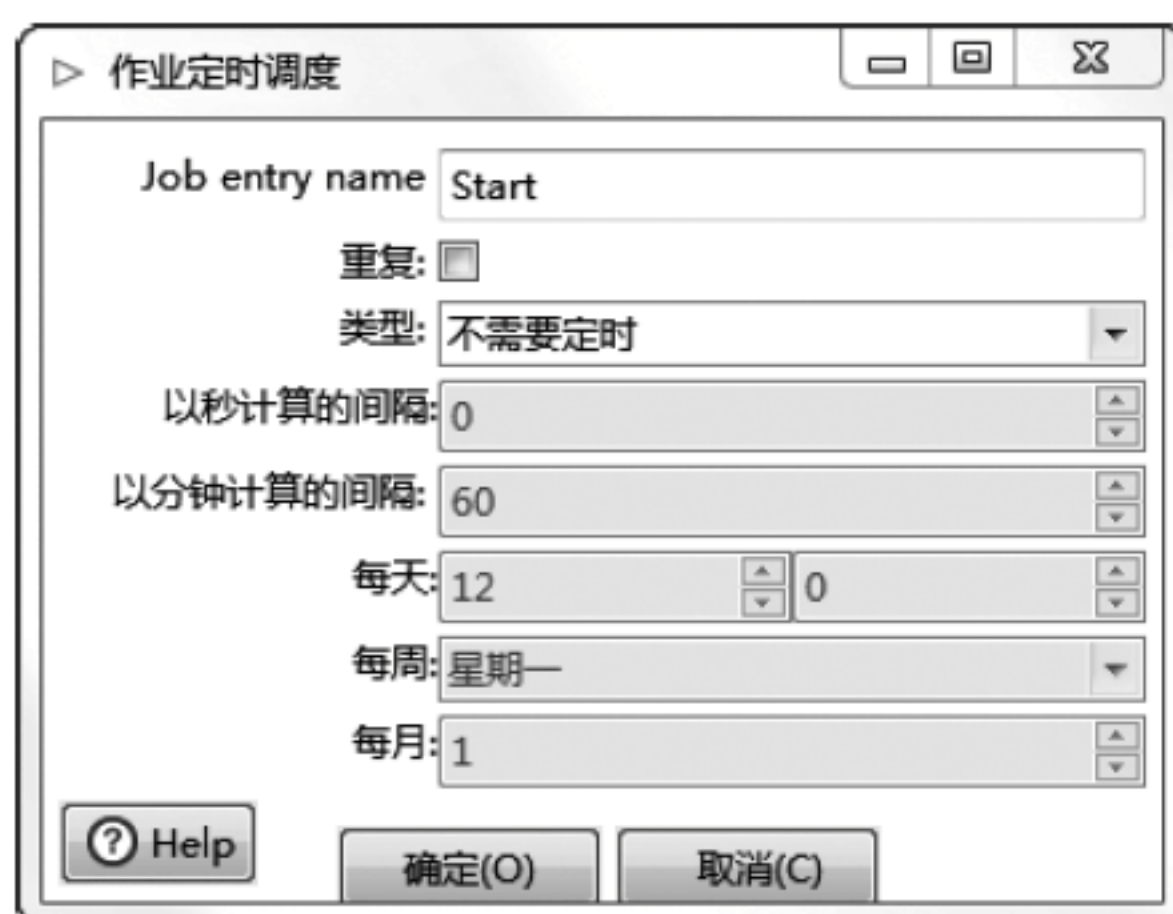 作业定时调度
Job entry name Start
重复:
类型: 不需要定时
以秒计算的间隔: 0
以分钟计算的间隔: 60
每天: 12 0
每周: 星期一
每月: 1
Help
确定(O) 取消(C)